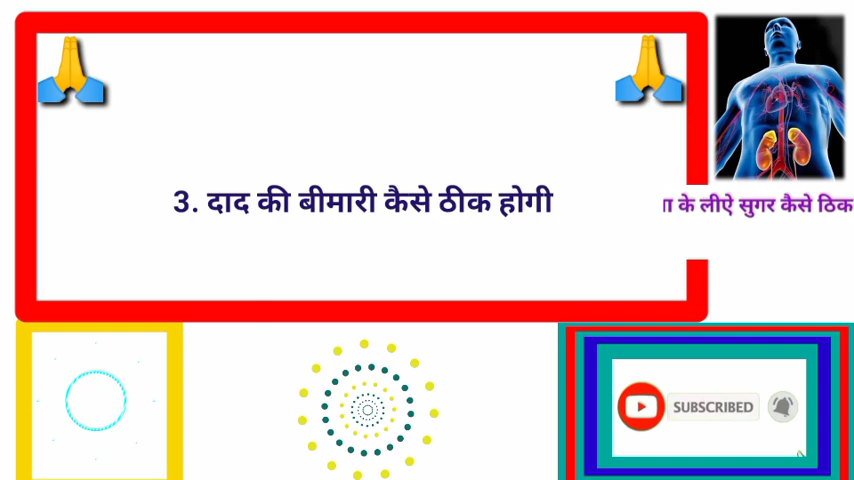 3. दाद की बीमारी कैसे ठीक होगी
के लीऐ सुगर कैसे ठिक
SUBSCRIBED